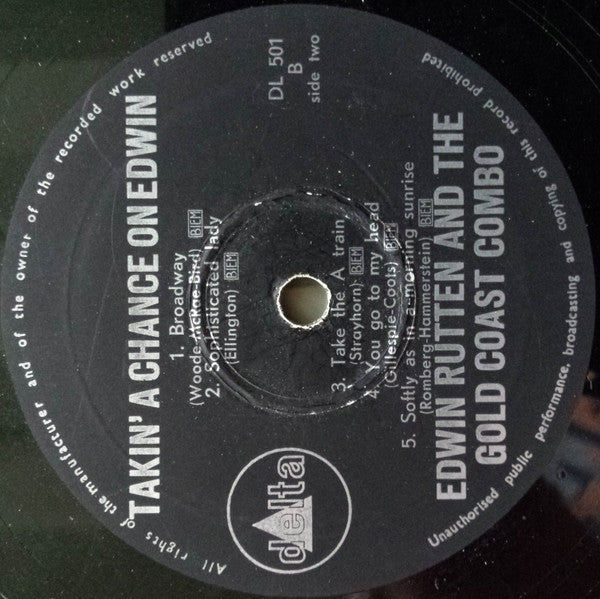 All rights of the manufacturer and of the owner of the recorded work reserved
TAKIN' A CHANCE ON EDWIN
delta
DL 501
B
side two
1. Broadway
(Woode-McRae-Bird) BIEM
2. Sophisticated lady
(Ellington) BIEM
3. Take the A train
(Strayhorn) BIEM
4. You go to my head
(Gillespie-Coots) BIEM
5. Softly as in a morning sunrise
(Romberg-Hammerstein) BIEM
EDWIN RUTTEN AND THE
GOLD COAST COMBO
Unauthorised public performance, broadcasting and copying of this record prohibited